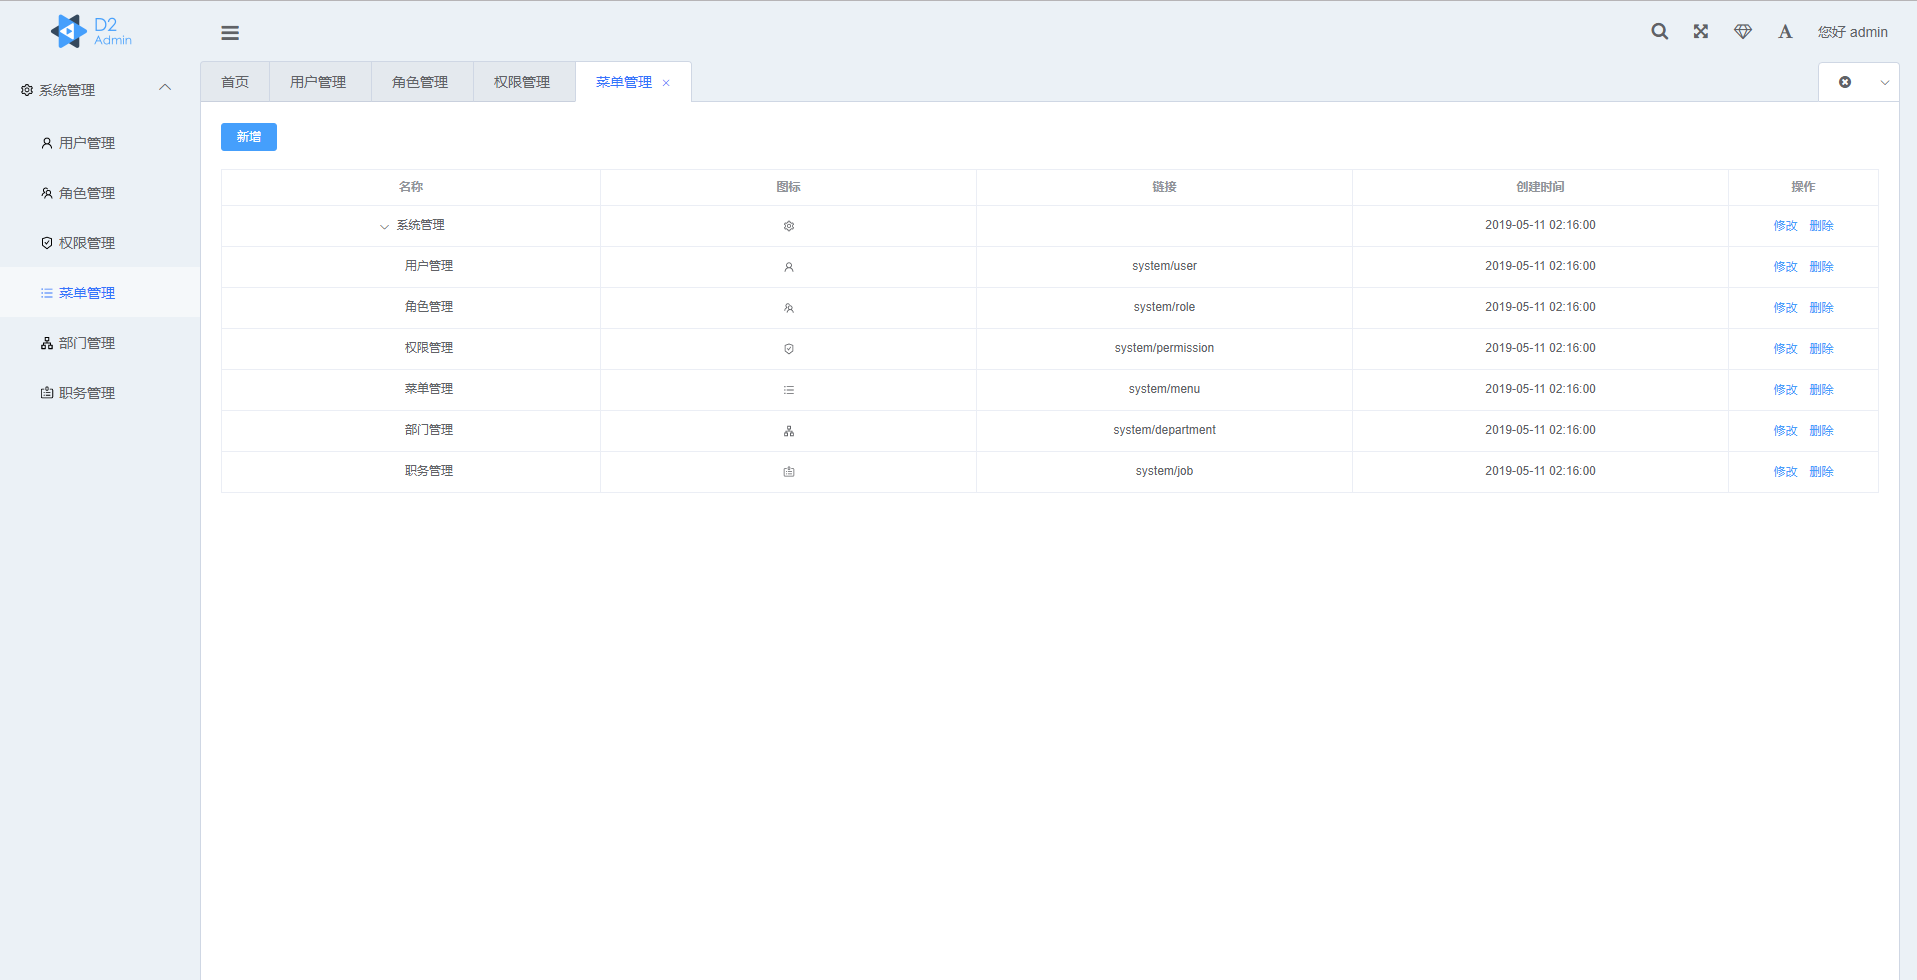 D2
Admin
您好 admin
系统管理
用户管理
角色管理
权限管理
菜单管理
部门管理
职务管理
首页 用户管理 角色管理 权限管理 菜单管理
新增
名称 图标 链接 创建时间 操作
系统管理 2019-05-11 02:16:00 修改 删除
用户管理 system/user 2019-05-11 02:16:00 修改 删除
角色管理 system/role 2019-05-11 02:16:00 修改 删除
权限管理 system/permission 2019-05-11 02:16:00 修改 删除
菜单管理 system/menu 2019-05-11 02:16:00 修改 删除
部门管理 system/department 2019-05-11 02:16:00 修改 删除
职务管理 system/job 2019-05-11 02:16:00 修改 删除